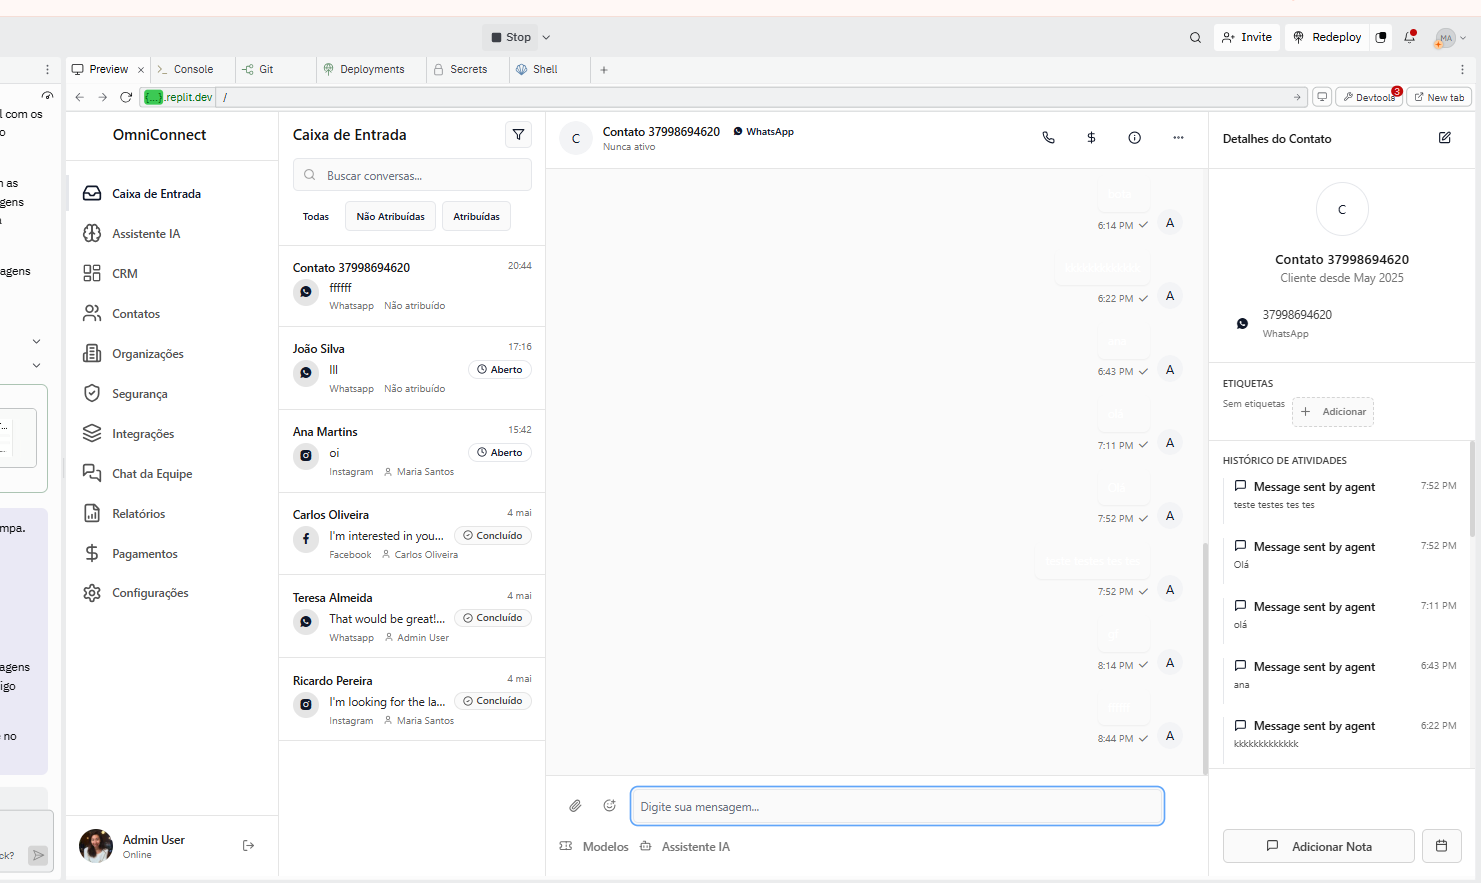 Stop
Invite
Redeploy
MA
Preview
Console
Git
Deployments
Secrets
Shell
.replit.dev
/
Devtools
3
New tab
l com os
o
m as
gens
agens
mpa.
agens
igo
no
ck?
OmniConnect
Caixa de Entrada
Assistente IA
CRM
Contatos
Organizações
Segurança
Integrações
Chat da Equipe
Relatórios
Pagamentos
Configurações
Admin User
Online
Caixa de Entrada
Buscar conversas...
Todas
Não Atribuídas
Atribuídas
Contato 37998694620
20:44
ffffff
Whatsapp Não atribuído
João Silva
17:16
lll
Aberto
Whatsapp Não atribuído
Ana Martins
15:42
oi
Aberto
Instagram Maria Santos
Carlos Oliveira
4 mai
I'm interested in you...
Concluído
Facebook Carlos Oliveira
Teresa Almeida
4 mai
That would be great!...
Concluído
Whatsapp Admin User
Ricardo Pereira
4 mai
I'm looking for the la...
Concluído
Instagram Maria Santos
C
Contato 37998694620 WhatsApp
Nunca ativo
6:14 PM A
6:22 PM A
6:43 PM A
7:11 PM A
7:52 PM A
7:52 PM A
8:14 PM A
8:44 PM A
Digite sua mensagem...
Modelos
Assistente IA
Detalhes do Contato
C
Contato 37998694620
Cliente desde May 2025
37998694620
WhatsApp
ETIQUETAS
Sem etiquetas
Adicionar
HISTÓRICO DE ATIVIDADES
Message sent by agent 7:52 PM
teste testes tes tes
Message sent by agent 7:52 PM
Olá
Message sent by agent 7:11 PM
olá
Message sent by agent 6:43 PM
ana
Message sent by agent 6:22 PM
kkkkkkkkkkkkk
Adicionar Nota